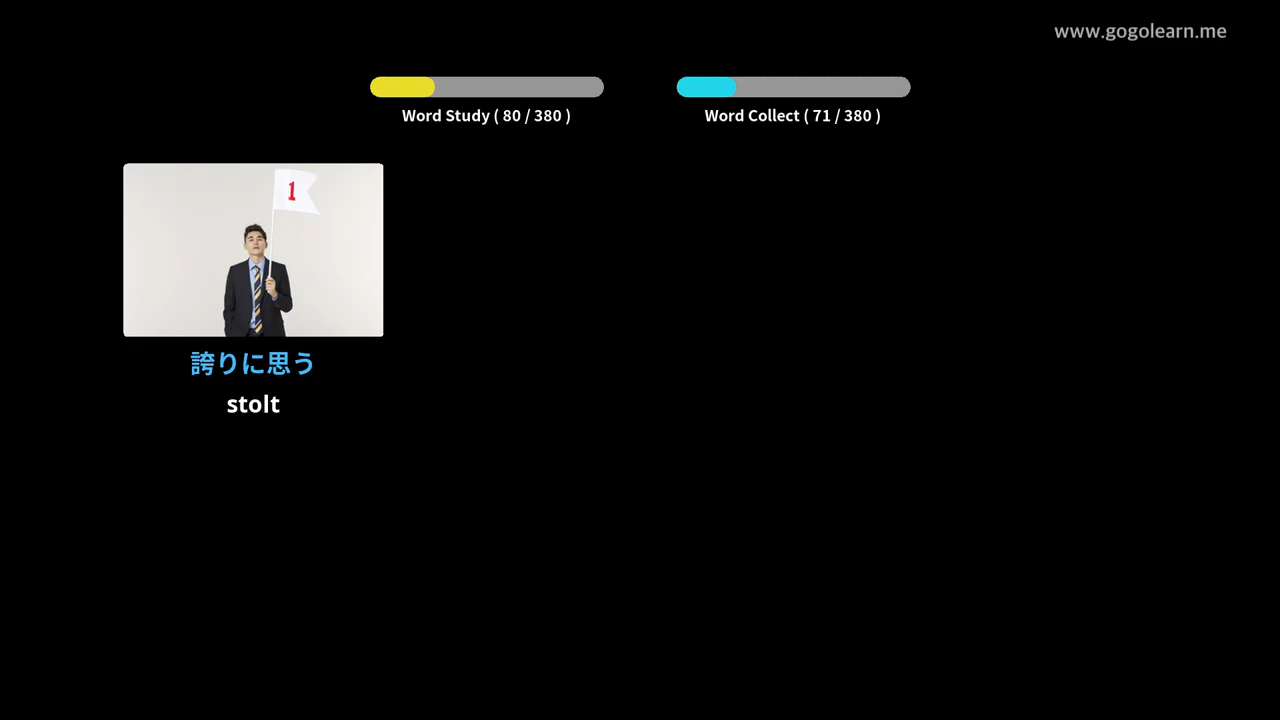 www.gogolearn.me
Word Study ( 80 / 380 )
Word Collect ( 71 / 380 )
1
誇りに思う
stolt